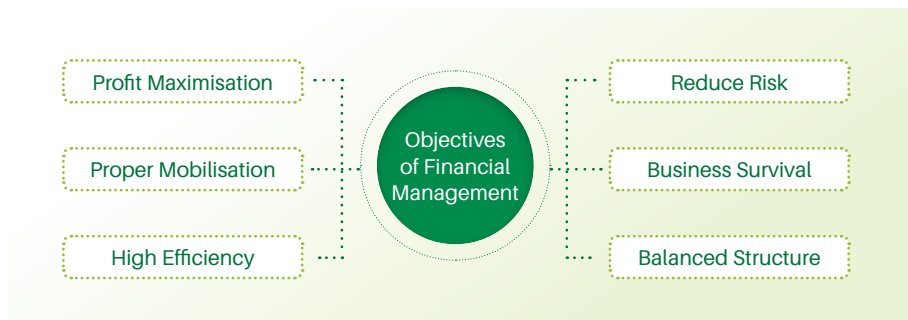 Profit Maximisation
Proper Mobilisation
High Efficiency
Objectives
of Financial
Management
Reduce Risk
Business Survival
Balanced Structure